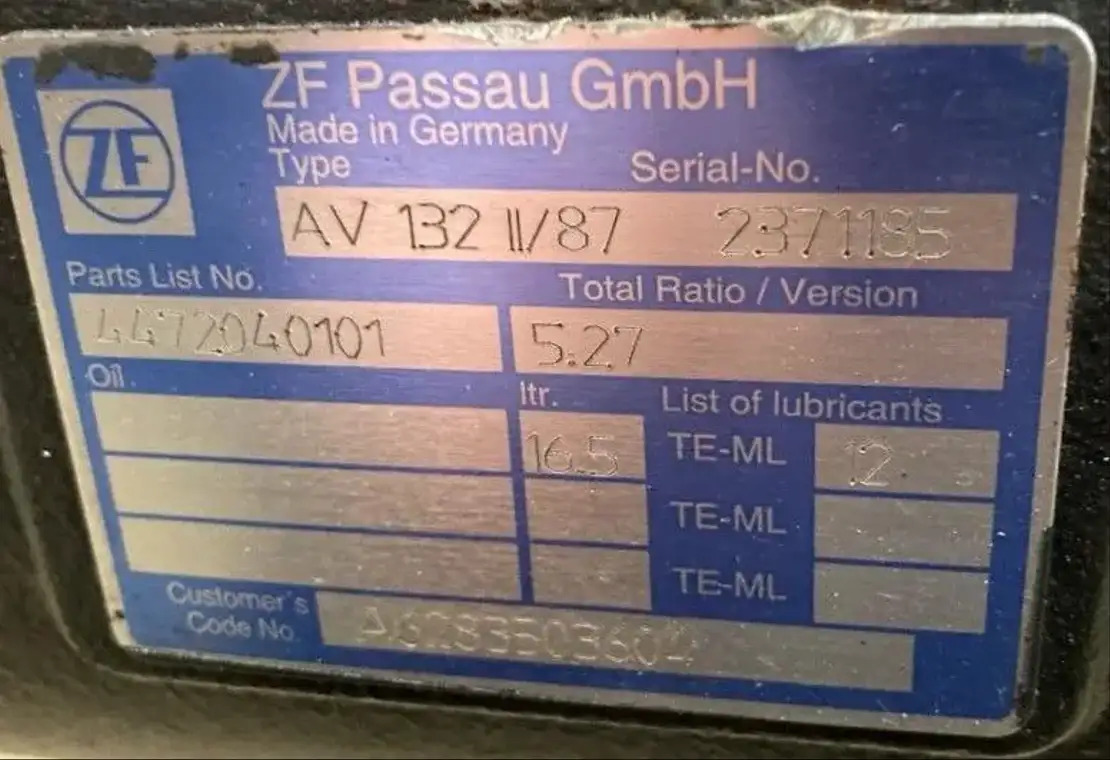 ZF Passau GmbH
ZF
Made in Germany
Type Serial-No.
AV 132 II/87 2371185
Parts List No. Total Ratio / Version
4472040101 5.27
Oil ltr. List of lubricants
16.5 TE-ML 12
TE-ML
TE-ML
Customer's
Code No. A6283503604